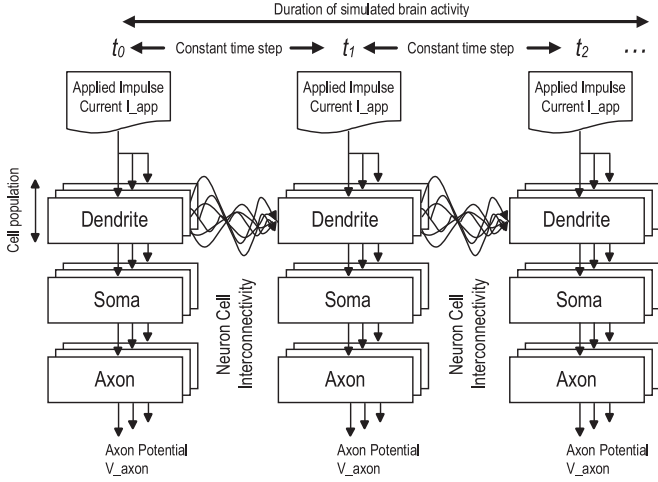 Duration of simulated brain activity
t0 Constant time step t1 Constant time step t2 ...
Applied Impulse
Current I_app
Applied Impulse
Current I_app
Applied Impulse
Current I_app
Cell population
Dendrite
Dendrite
Dendrite
Soma
Soma
Soma
Neuron Cell
Interconnectivity
Neuron Cell
Interconnectivity
Axon
Axon
Axon
Axon Potential
V_axon
Axon Potential
V_axon
Axon Potential
V_axon